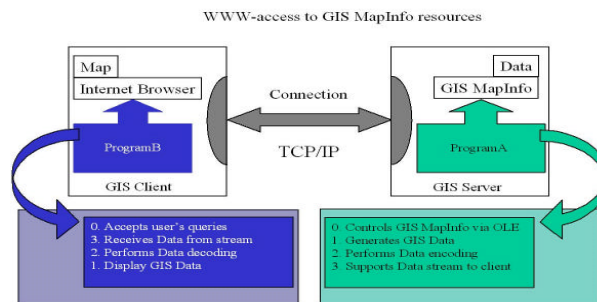 WWW-access to GIS MapInfo resources
Map
Internet Browser
ProgramB
GIS Client
Connection
TCP/IP
Data
GIS MapInfo
ProgramA
GIS Server
0. Accepts user's queries
3. Receives Data from stream
2. Performs Data decoding
1. Display GIS Data
0. Controls GIS MapInfo via OLE
1. Generates GIS Data
2. Performs Data encoding
3. Supports Data stream to client